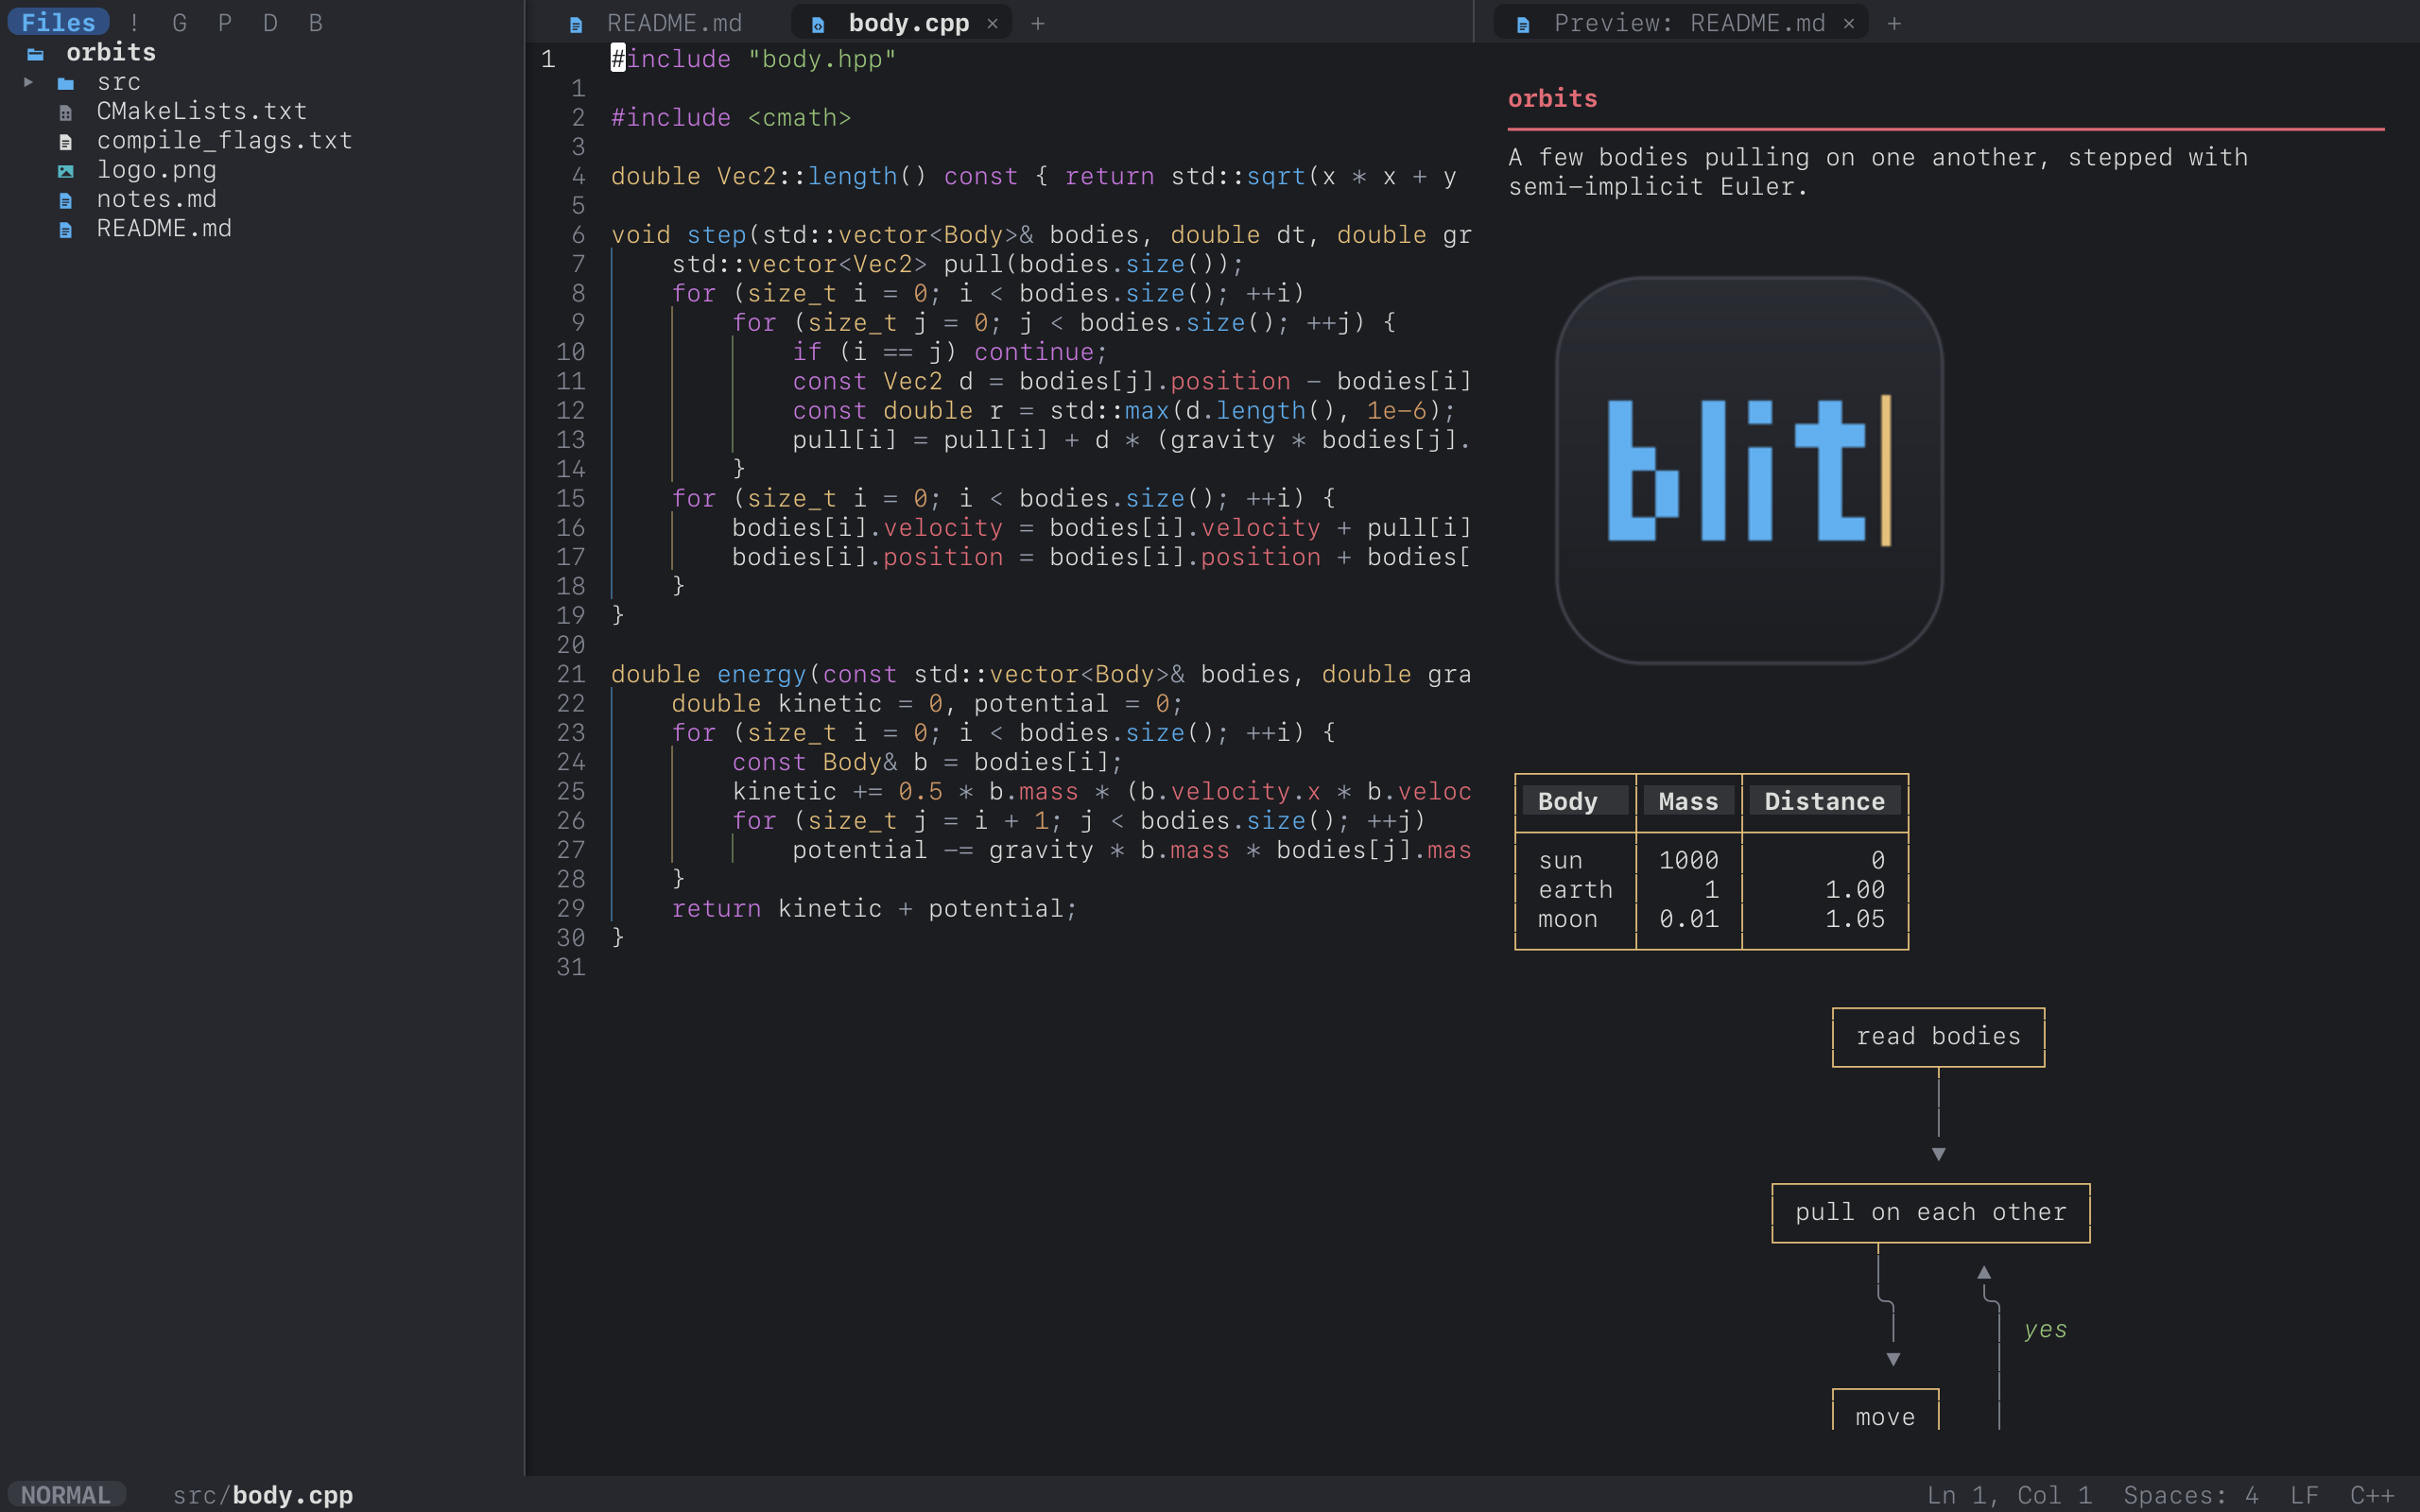 Files ! G P D B
orbits
src
CMakeLists.txt
compile_flags.txt
logo.png
notes.md
README.md
README.md body.cpp × +
1 #include "body.hpp"
1
2 #include <cmath>
3
4 double Vec2::length() const { return std::sqrt(x * x + y
5
6 void step(std::vector<Body>& bodies, double dt, double gr
7     std::vector<Vec2> pull(bodies.size());
8     for (size_t i = 0; i < bodies.size(); ++i)
9         for (size_t j = 0; j < bodies.size(); ++j) {
10             if (i == j) continue;
11             const Vec2 d = bodies[j].position - bodies[i]
12             const double r = std::max(d.length(), 1e-6);
13             pull[i] = pull[i] + d * (gravity * bodies[j].
14         }
15     for (size_t i = 0; i < bodies.size(); ++i) {
16         bodies[i].velocity = bodies[i].velocity + pull[i]
17         bodies[i].position = bodies[i].position + bodies[
18     }
19 }
20
21 double energy(const std::vector<Body>& bodies, double gra
22     double kinetic = 0, potential = 0;
23     for (size_t i = 0; i < bodies.size(); ++i) {
24         const Body& b = bodies[i];
25         kinetic += 0.5 * b.mass * (b.velocity.x * b.veloc
26         for (size_t j = i + 1; j < bodies.size(); ++j)
27             potential -= gravity * b.mass * bodies[j].mas
28     }
29     return kinetic + potential;
30 }
31
Preview: README.md × +
orbits
A few bodies pulling on one another, stepped with
semi-implicit Euler.
blit
Body Mass Distance
sun 1000 0
earth 1 1.00
moon 0.01 1.05
read bodies
pull on each other
yes
move
NORMAL src/body.cpp Ln 1, Col 1 Spaces: 4 LF C++